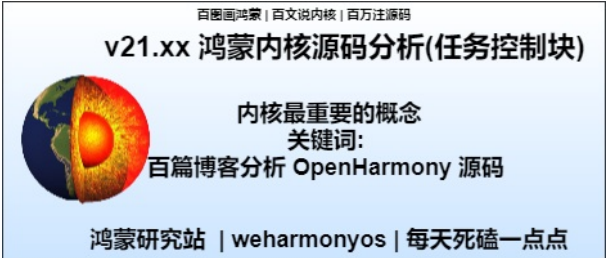 百图画鸿蒙 | 百文说内核 | 百万注源码
v21.xx 鸿蒙内核源码分析(任务控制块)
内核最重要的概念
关键词:
百篇博客分析 OpenHarmony 源码
鸿蒙研究站 | weharmonyos | 每天死磕一点点